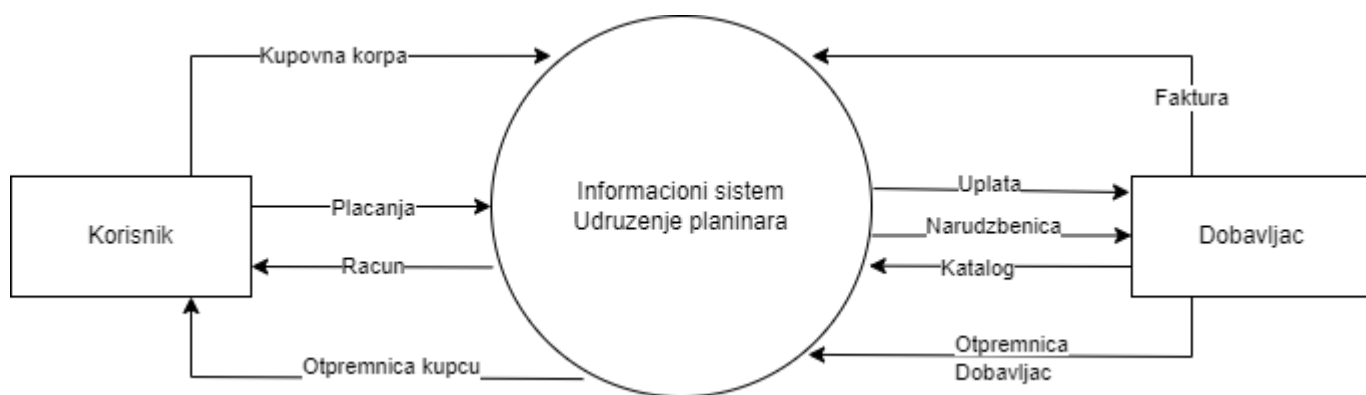 Kupovna korpa
Faktura
Informacioni sistem
Udruzenje planinara
Uplata
Placanja
Narudzbenica
Korisnik
Dobavljac
Racun
Katalog
Otpremnica
Dobavljac
Otpremnica kupcu